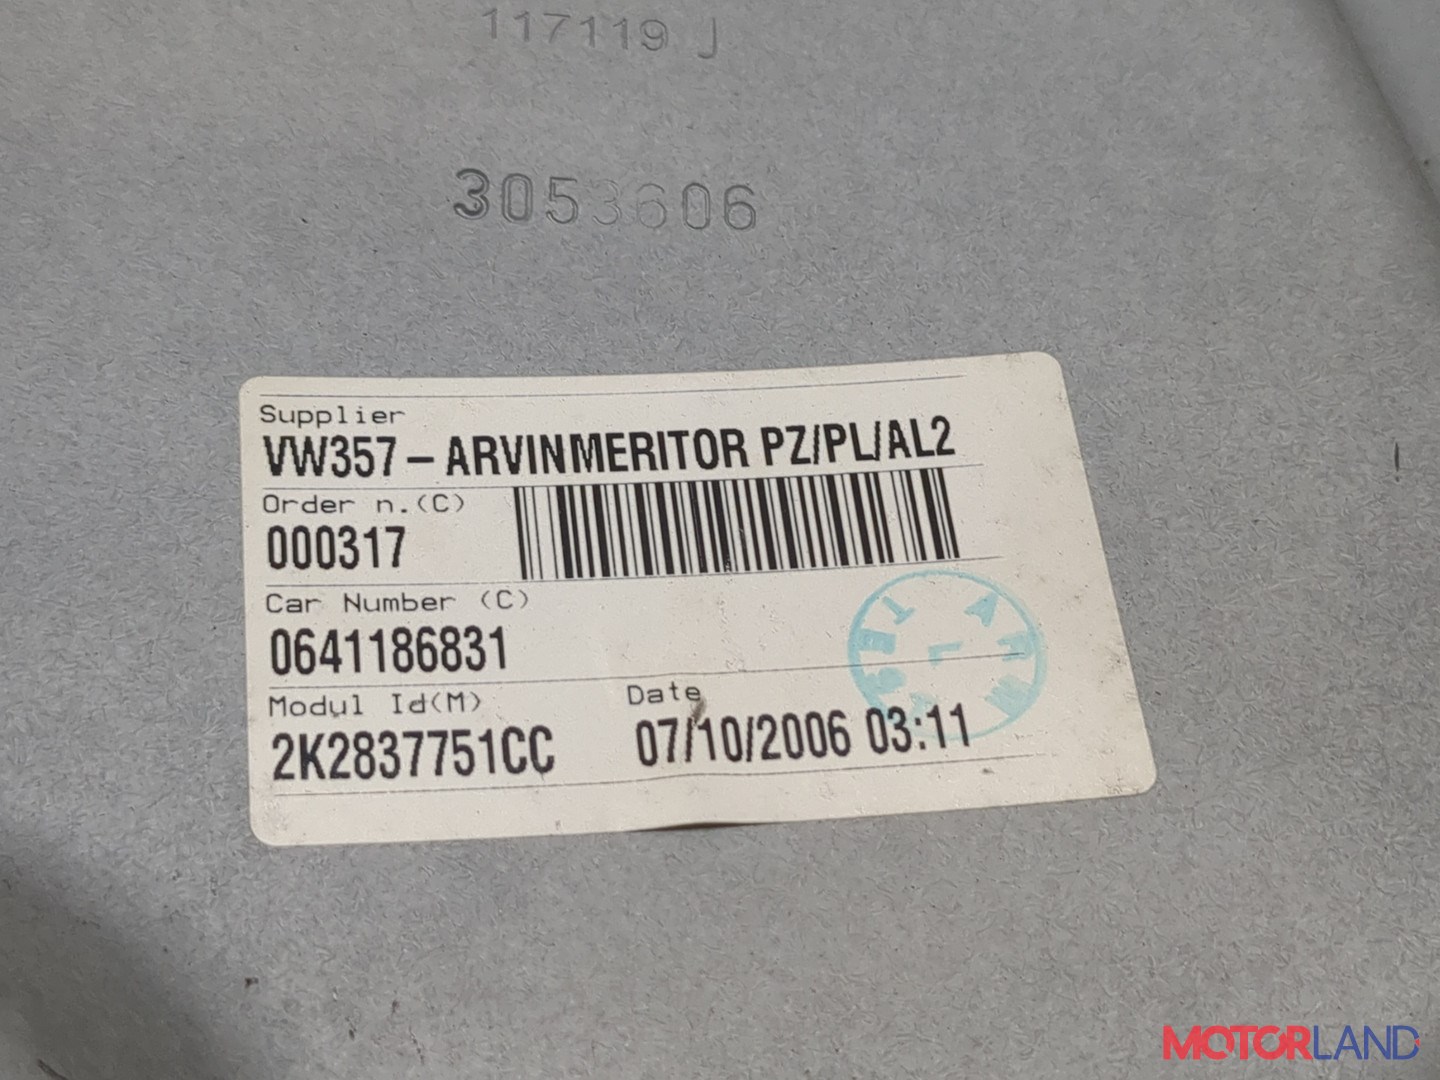 117119 J
3053606
Supplier
VW357-ARVINMERITOR PZ/PL/AL2
Order n.(C)
000317
Car Number (C)
0641186831
Modul Id(M) Date
2K2837751CC 07/10/2006 03:11
MOTORLAND